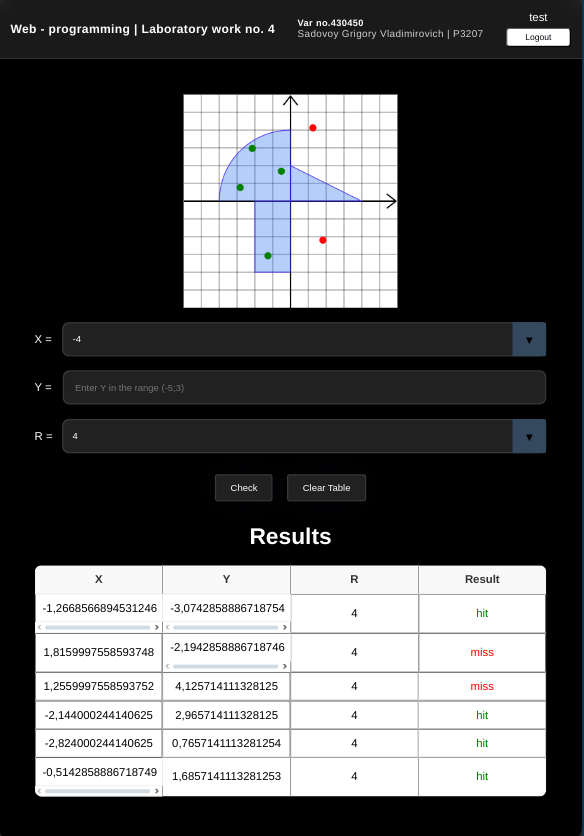 Web - programming | Laboratory work no. 4
Var no.430450
Sadovoy Grigory Vladimirovich | P3207
test
Logout
X =
-4
▼
Y =
Enter Y in the range (-5;3)
R =
4
▼
Check
Clear Table
Results
X Y R Result
-1,2668566894531246 -3,0742858886718754 4 hit
1,8159997558593748 -2,1942858886718746 4 miss
1,2559997558593752 4,125714111328125 4 miss
-2,144000244140625 2,965714111328125 4 hit
-2,824000244140625 0,7657141113281254 4 hit
-0,5142858886718749 1,6857141113281253 4 hit